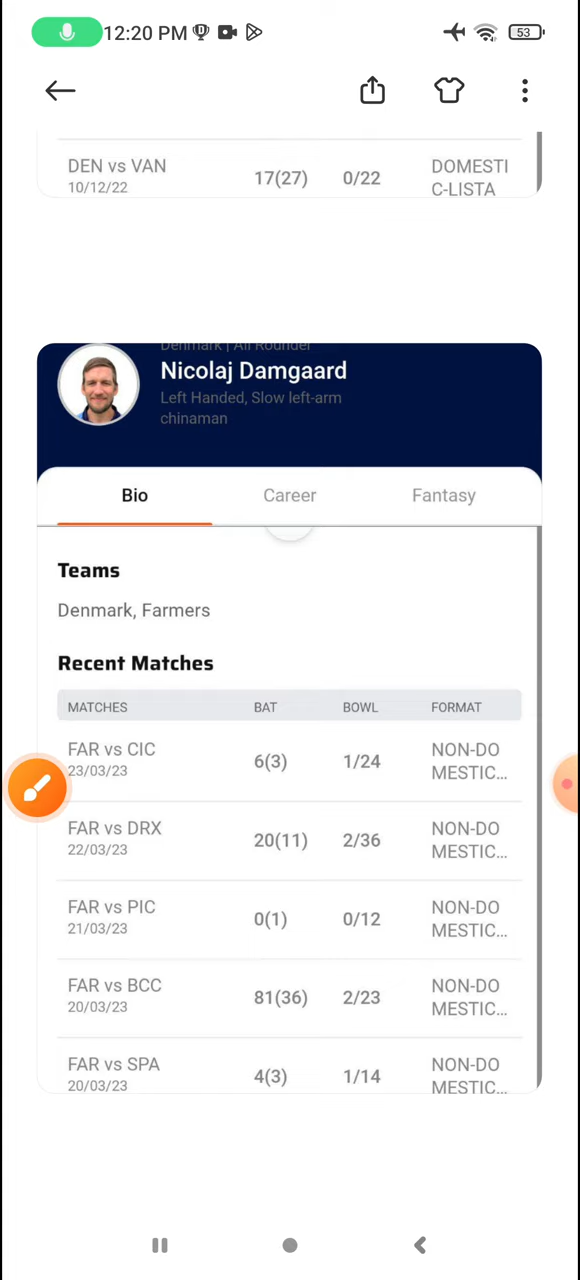 12:20 PM
53
DEN vs VAN 17(27) 0/22 DOMESTI
10/12/22 C-LISTA
Denmark | All Rounder
Nicolaj Damgaard
Left Handed, Slow left-arm
chinaman
Bio Career Fantasy
Teams
Denmark, Farmers
Recent Matches
MATCHES BAT BOWL FORMAT
FAR vs CIC 6(3) 1/24 NON-DO
23/03/23 MESTIC...
FAR vs DRX 20(11) 2/36 NON-DO
22/03/23 MESTIC...
FAR vs PIC 0(1) 0/12 NON-DO
21/03/23 MESTIC...
FAR vs BCC 81(36) 2/23 NON-DO
20/03/23 MESTIC...
FAR vs SPA 4(3) 1/14 NON-DO
20/03/23 MESTIC...